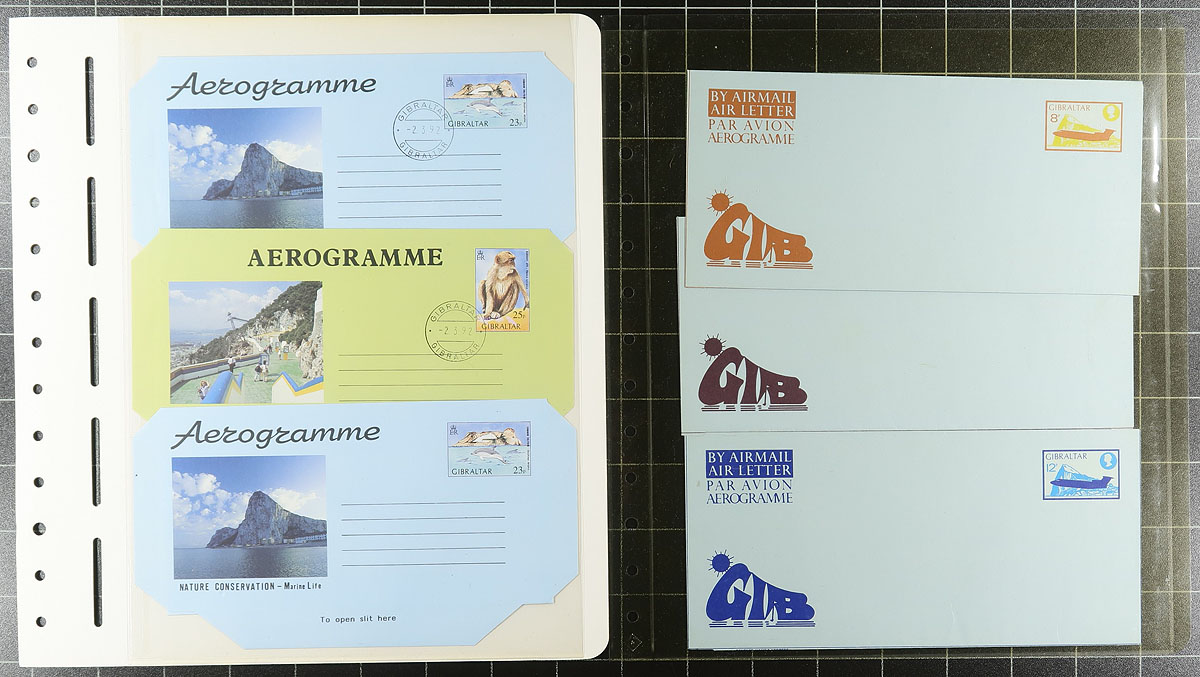 Aerogramme
GIBRALTAR
23P
GIBRALTAR
-2.3.92
GIBRALTAR
AEROGRAMME
25P
GIBRALTAR
GIBRALTAR
-2.3.92
GIBRALTAR
Aerogramme
GIBRALTAR
23P
NATURE CONSERVATION – Marine Life
To open slit here
BY AIRMAIL
AIR LETTER
PAR AVION
AEROGRAMME
GIBRALTAR
8P
GIB
GIB
BY AIRMAIL
AIR LETTER
PAR AVION
AEROGRAMME
GIBRALTAR
12P
GIB